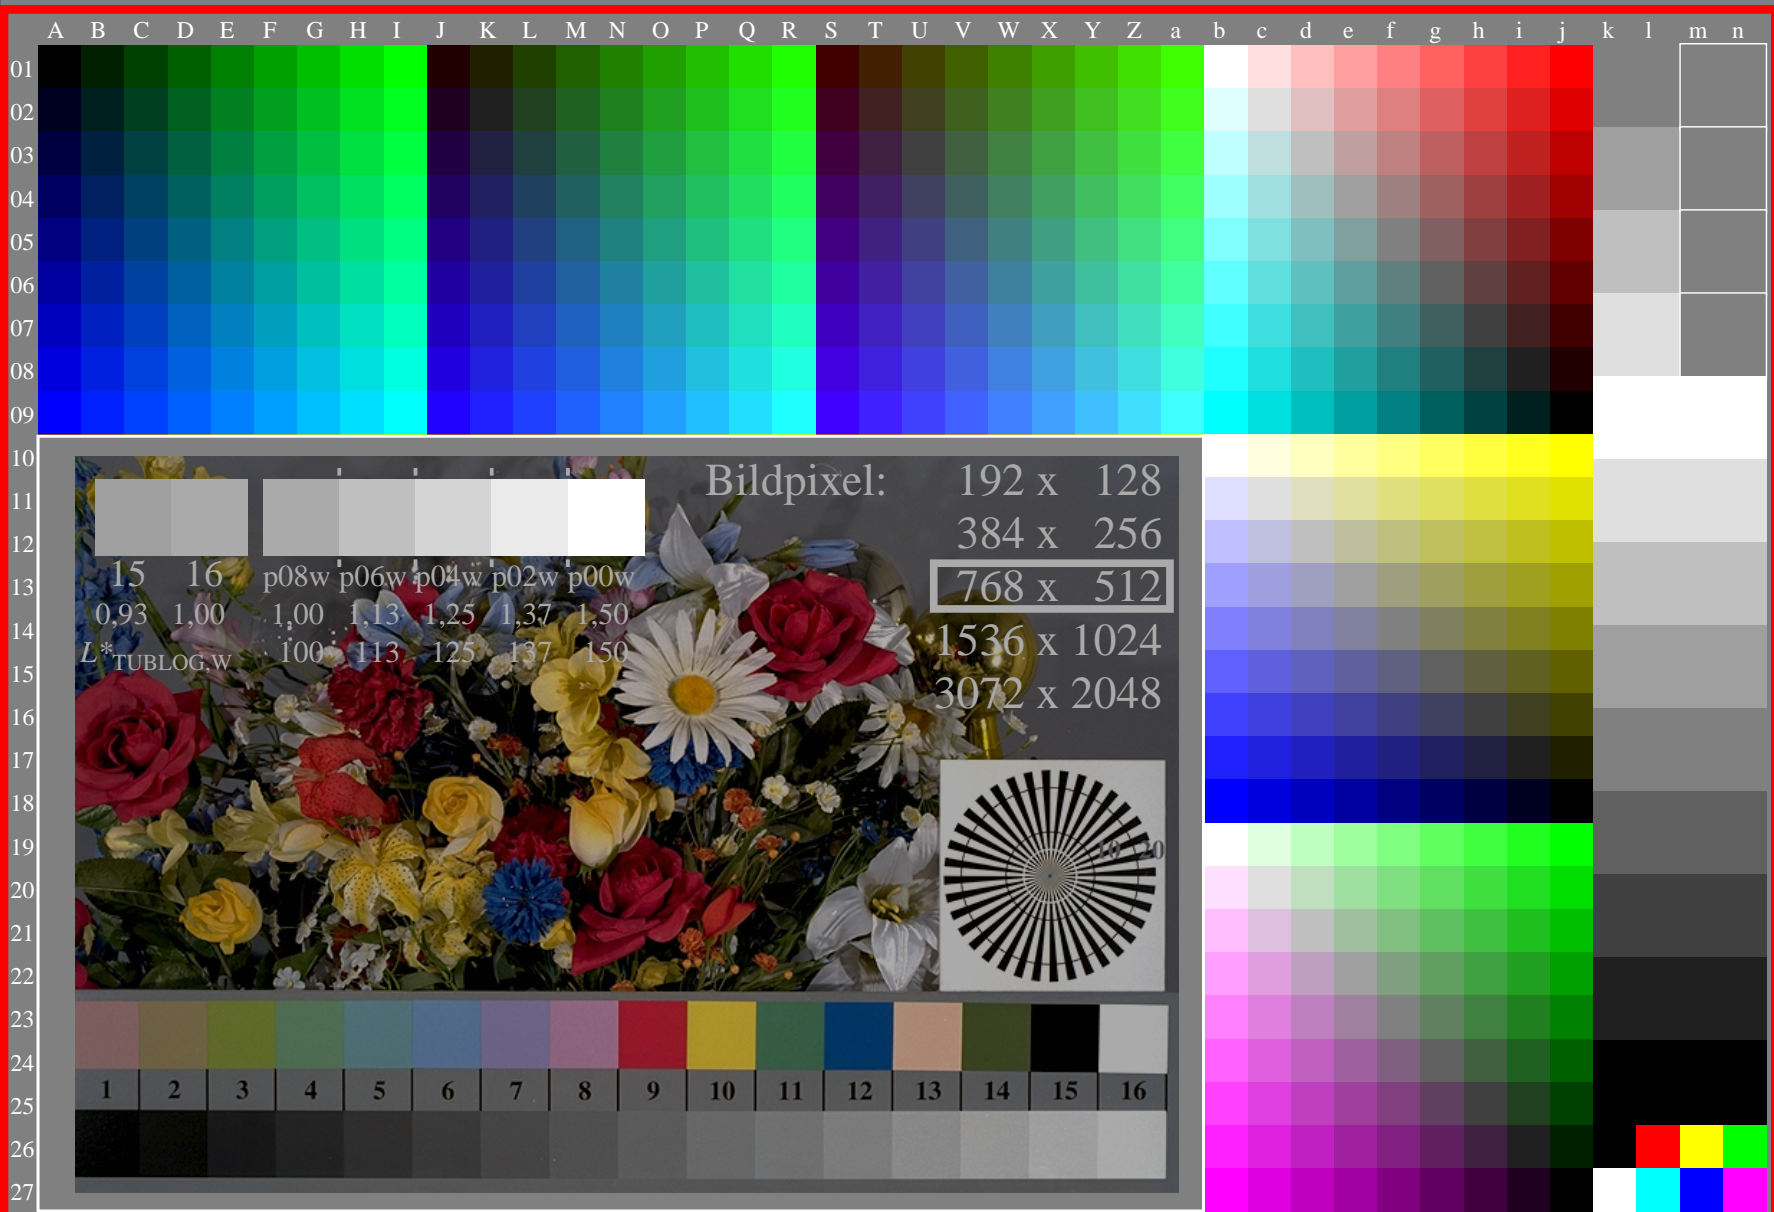 A B C D E F G H I J K L M N O P Q R S T U V W X Y Z a b c d e f g h i j k l m n
01
02
03
04
05
06
07
08
09
10
11
12
13
14
15
16
17
18
19
20
21
22
23
24
25
26
27
Bildpixel: 192 x 128
384 x 256
768 x 512
1536 x 1024
3072 x 2048
15 16 p08w p06w p04w p02w p00w
0,93 1,00 1,00 1,13 1,25 1,37 1,50
L*TUBLOG,W 100 113 125 137 150
10 20
1 2 3 4 5 6 7 8 9 10 11 12 13 14 15 16